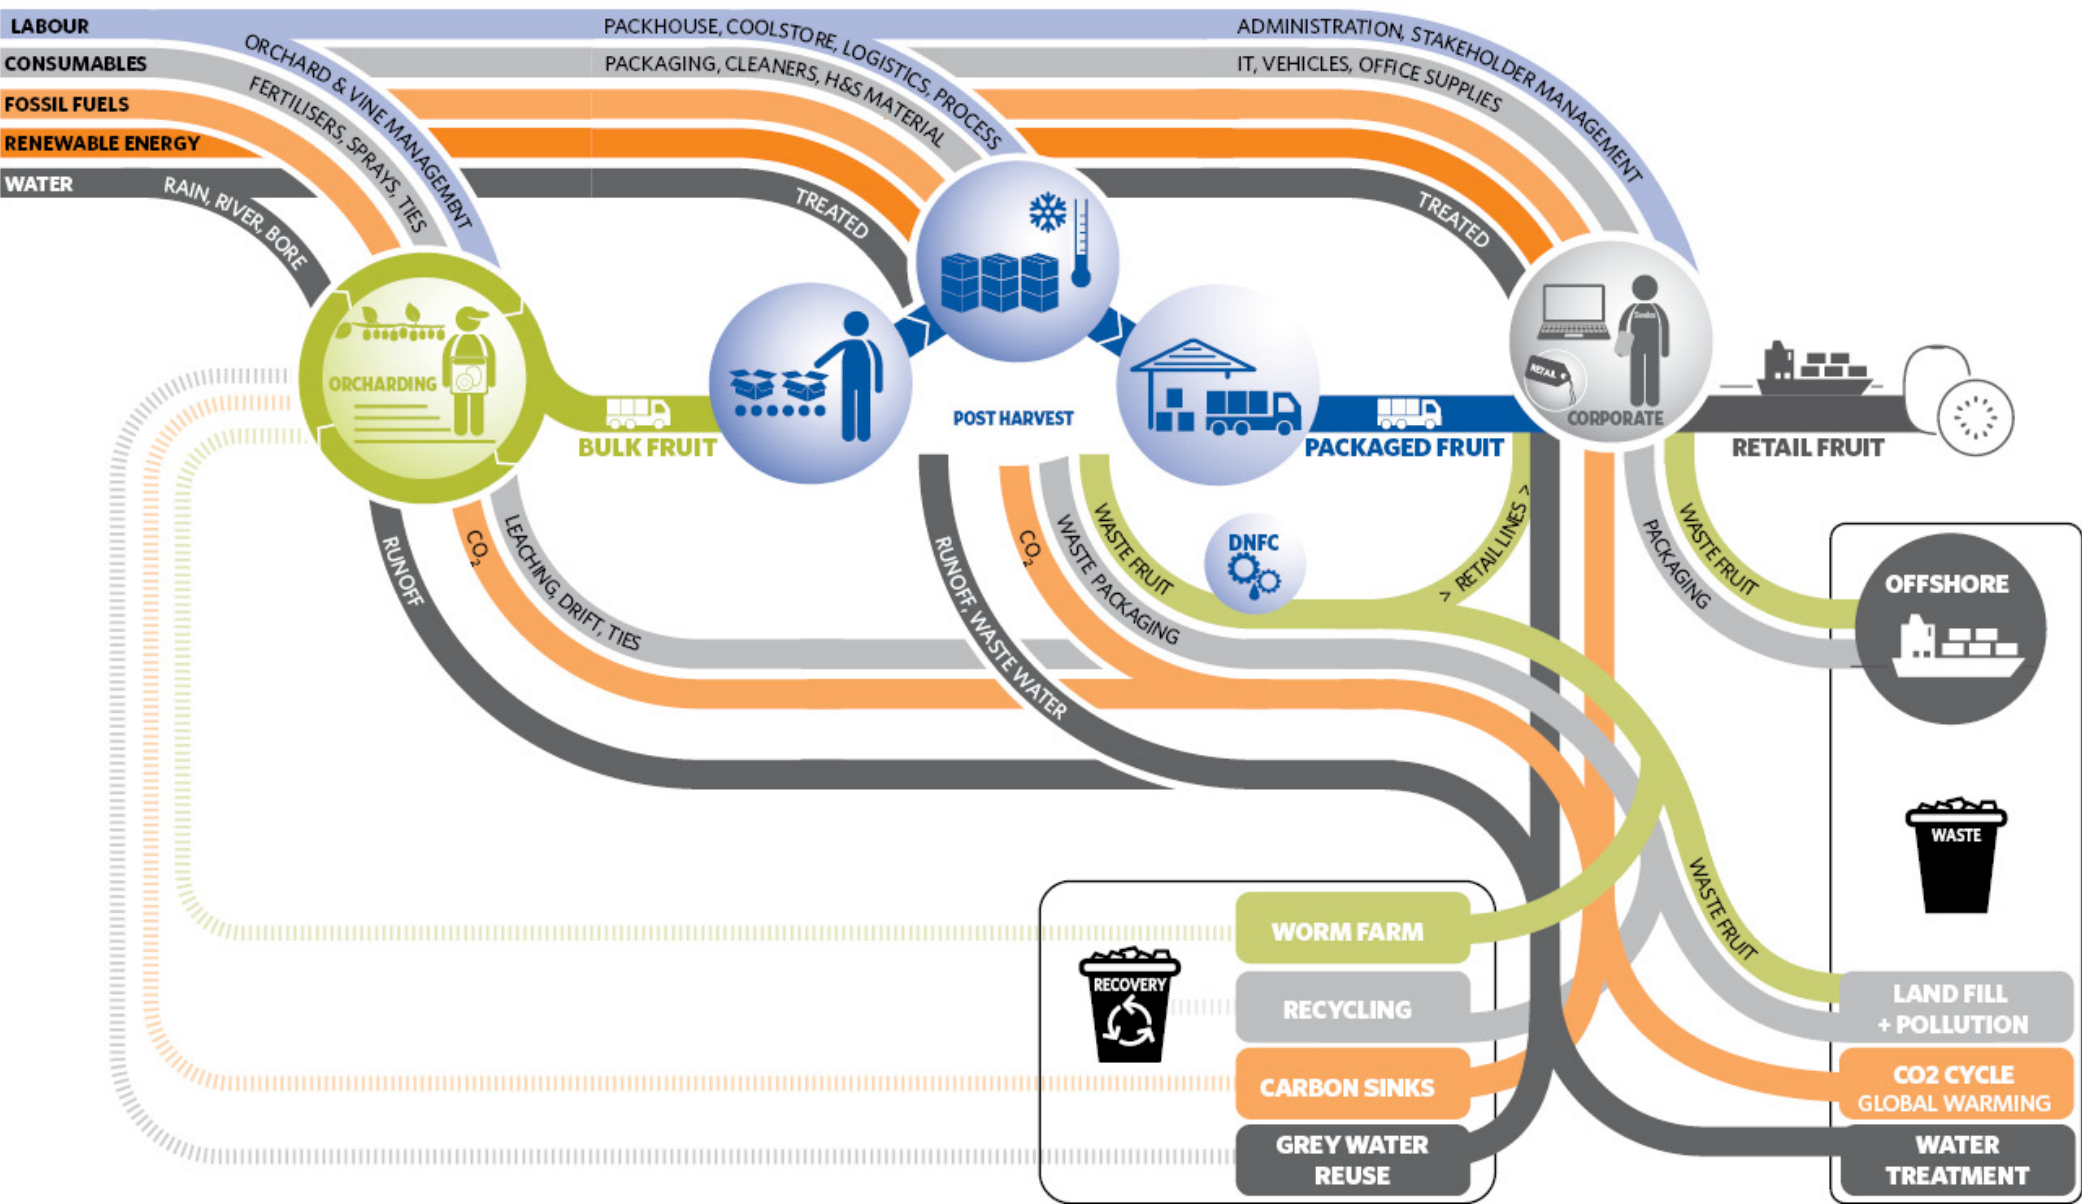 LABOUR
CONSUMABLES
FOSSIL FUELS
RENEWABLE ENERGY
WATER
ORCHARD & VINE MANAGEMENT
FERTILISERS, SPRAYS, TIES
RAIN, RIVER, BORE
PACKHOUSE, COOLSTORE, LOGISTICS, PROCESS
PACKAGING, CLEANERS, H&S MATERIAL
TREATED
ADMINISTRATION, STAKEHOLDER MANAGEMENT
IT, VEHICLES, OFFICE SUPPLIES
TREATED
ORCHARDING
BULK FRUIT
POST HARVEST
PACKAGED FRUIT
RETAIL
CORPORATE
RETAIL FRUIT
RUNOFF
CO₂
LEACHING, DRIFT, TIES
RUNOFF, WASTE WATER
CO₂
WASTE PACKAGING
WASTE FRUIT
DNFC
> RETAIL LINES >
PACKAGING
WASTE FRUIT
OFFSHORE
WASTE
WASTE FRUIT
RECOVERY
WORM FARM
RECYCLING
CARBON SINKS
GREY WATER
REUSE
LAND FILL
+ POLLUTION
CO2 CYCLE
GLOBAL WARMING
WATER
TREATMENT